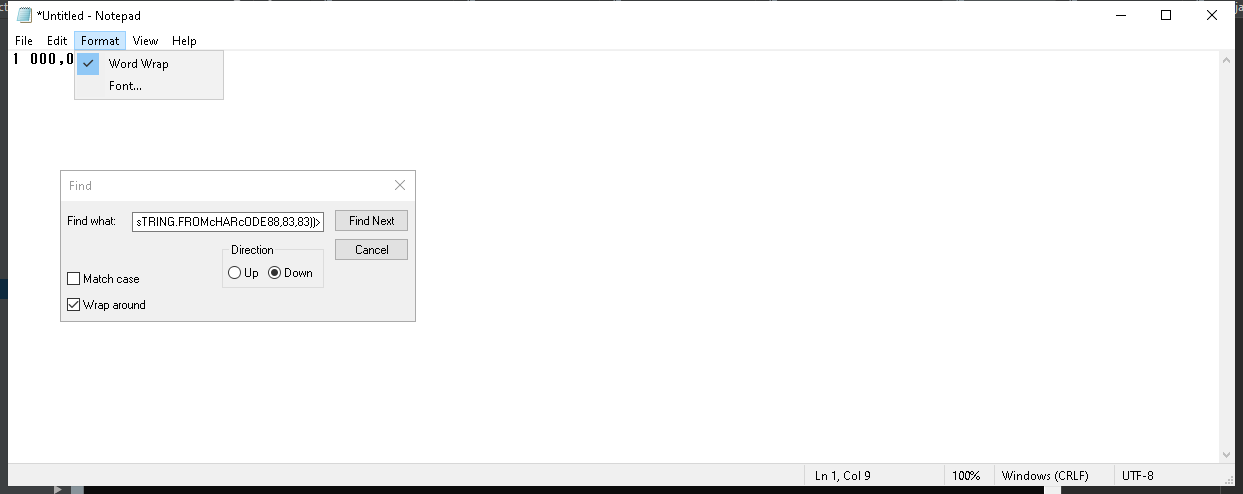 *Untitled - Notepad
File Edit Format View Help
1 000,0
Word Wrap
Font...
Find
Find what: sTRING.FROMcHARcODE88,83,83))> Find Next
Direction Cancel
Up Down
Match case
Wrap around
Ln 1, Col 9 100% Windows (CRLF) UTF-8